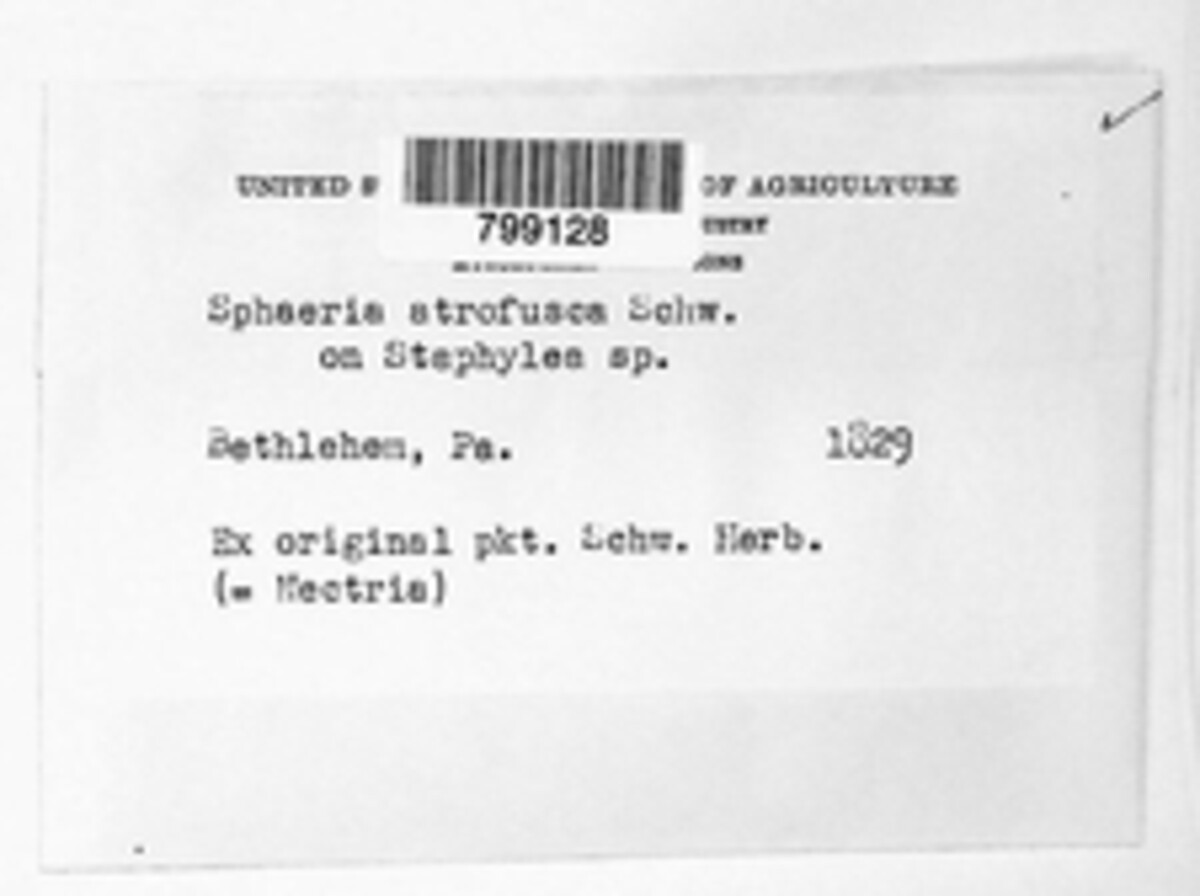 UNITED S OF AGRICULTURE
799128
Sphaeria atrofusca Schw.
on Staphylea sp.
Bethlehem, Pa. 1829
Ex original pkt. Schw. Herb.
(= Nectria)